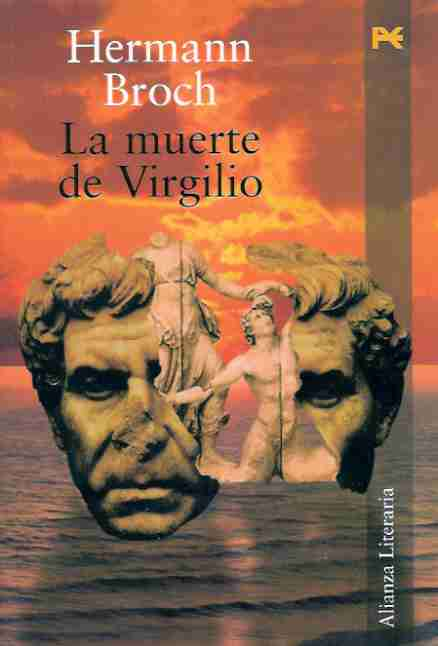 Hermann
Broch
La muerte
de Virgilio
Alianza Literaria